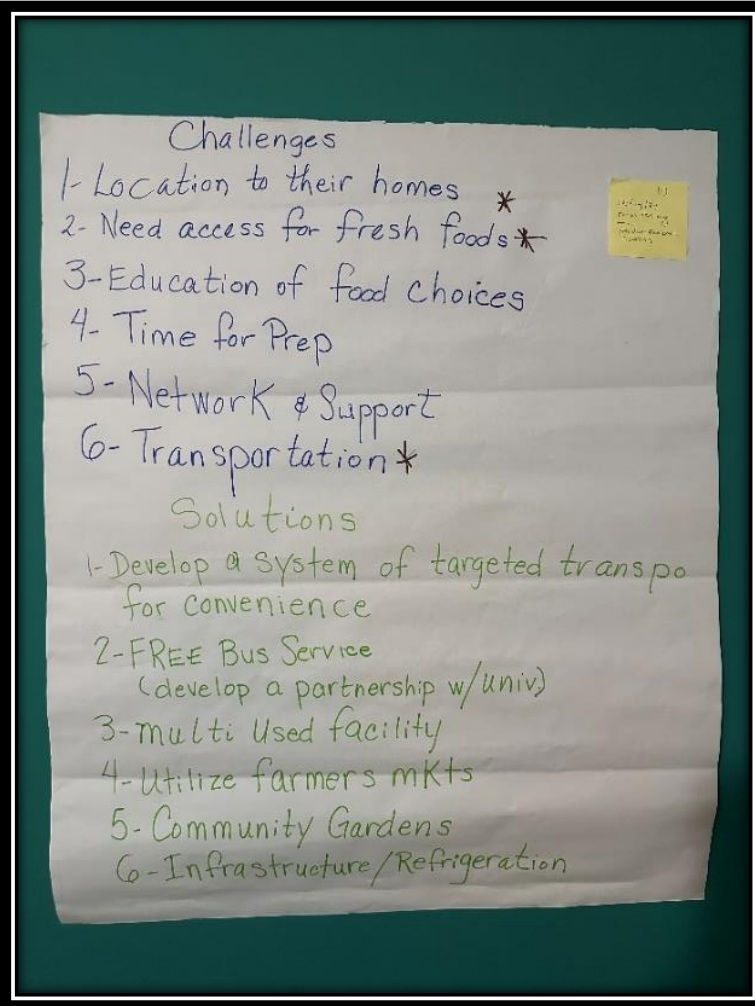 Challenges
1- Location to their homes *
2- Need access for fresh foods *
3- Education of food choices
4- Time for Prep
5- Network & Support
6- Transportation *
Solutions
1- Develop a system of targeted transpo
for convenience
2- FREE Bus Service
(develop a partnership w/univ)
3- multi Used facility
4- Utilize farmers mkts
5- Community Gardens
6- Infrastructure/Refrigeration